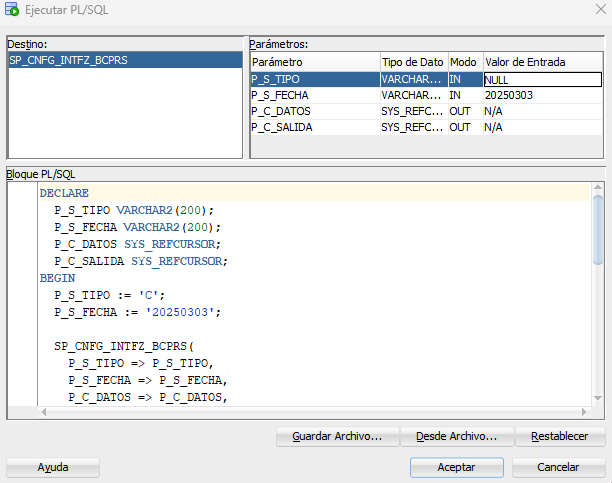 Ejecutar PL/SQL
Destino:
SP_CNFG_INTFZ_BCPRS
Parámetros:
Parámetro Tipo de Dato Modo Valor de Entrada
P_S_TIPO VARCHAR... IN NULL
P_S_FECHA VARCHAR... IN 20250303
P_C_DATOS SYS_REFC... OUT N/A
P_C_SALIDA SYS_REFC... OUT N/A
Bloque PL/SQL
DECLARE
P_S_TIPO VARCHAR2(200);
P_S_FECHA VARCHAR2(200);
P_C_DATOS SYS_REFCURSOR;
P_C_SALIDA SYS_REFCURSOR;
BEGIN
P_S_TIPO := 'C';
P_S_FECHA := '20250303';
SP_CNFG_INTFZ_BCPRS(
P_S_TIPO => P_S_TIPO,
P_S_FECHA => P_S_FECHA,
P_C_DATOS => P_C_DATOS,
Guardar Archivo... Desde Archivo... Restablecer
Ayuda Aceptar Cancelar